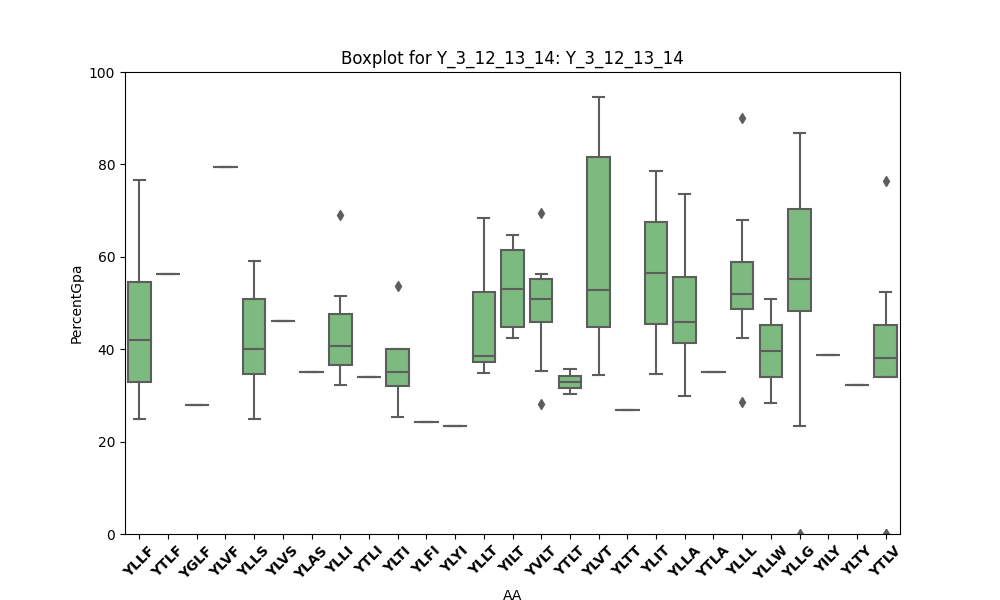 Boxplot for Y_3_12_13_14: Y_3_12_13_14
100
80
60
40
20
0
PercentGpa
YLLF YTLF YGLF YLVF YLLS YLVS YLAS YLLI YTLI YLTI YLFI YLYI YLLT YILT YVLT YTLT YLVT YLTT YLIT YLLA YTLA YLLL YLLW YLLG YILY YLTY YTLV
AA